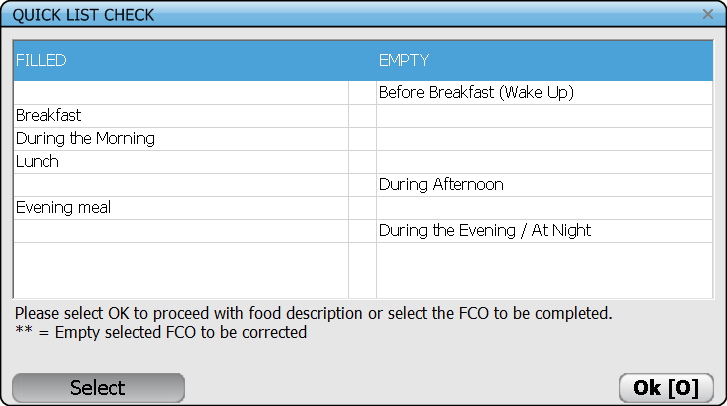 QUICK LIST CHECK
FILLED EMPTY
Before Breakfast (Wake Up)
Breakfast
During the Morning
Lunch
During Afternoon
Evening meal
During the Evening / At Night
Please select OK to proceed with food description or select the FCO to be completed.
** = Empty selected FCO to be corrected
Select Ok [O]